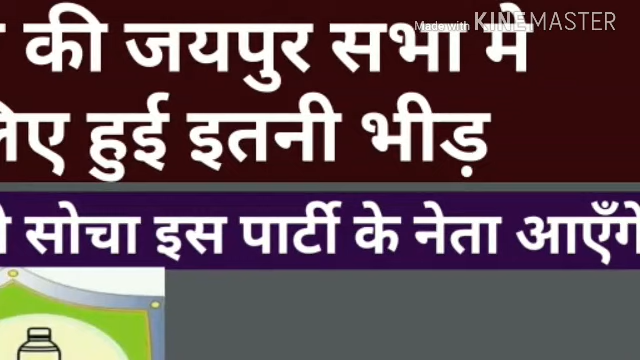 Made with KINEMASTER
की जयपुर सभा मे
लिए हुई इतनी भीड़
सोचा इस पार्टी के नेता आएँगे